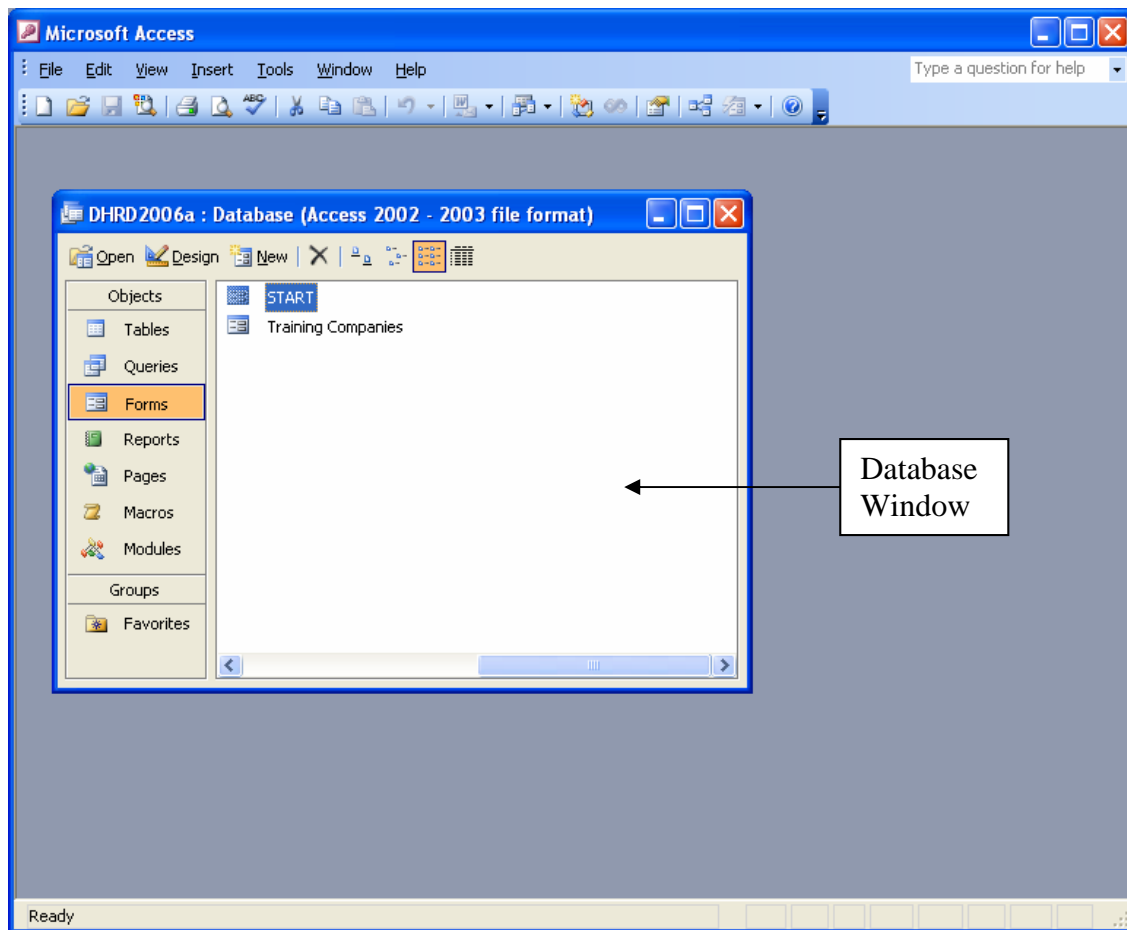 Microsoft Access
File Edit View Insert Tools Window Help Type a question for help
ABC W
DHRD2006a : Database (Access 2002 - 2003 file format)
Open Design New
Objects
Tables
Queries
Forms
Reports
Pages
Macros
Modules
Groups
Favorites
START
Training Companies
Database
Window
Ready